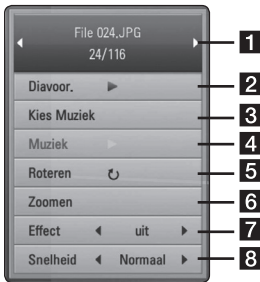 File 024.JPG
24/116
1
Diavoor.
2
Kies Muziek
3
Muziek
4
Roteren
5
Zoomen
6
Effect uit
7
Snelheid Normaal
8